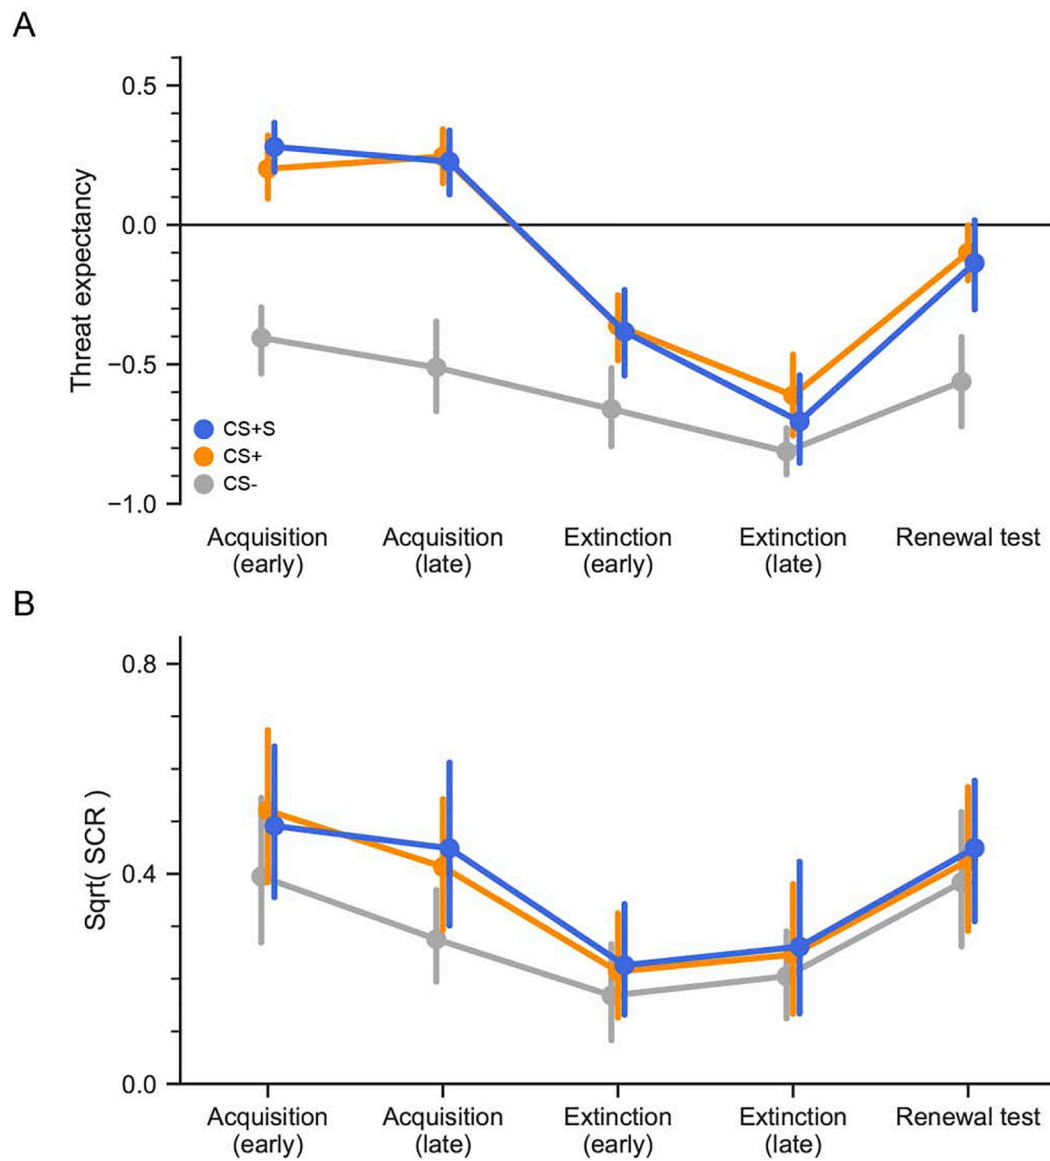 A
0.5
0.0
−0.5
−1.0
Threat expectancy
CS+S
CS+
CS-
Acquisition
(early)
Acquisition
(late)
Extinction
(early)
Extinction
(late)
Renewal test
B
0.8
0.4
0.0
Sqrt( SCR )
Acquisition
(early)
Acquisition
(late)
Extinction
(early)
Extinction
(late)
Renewal test